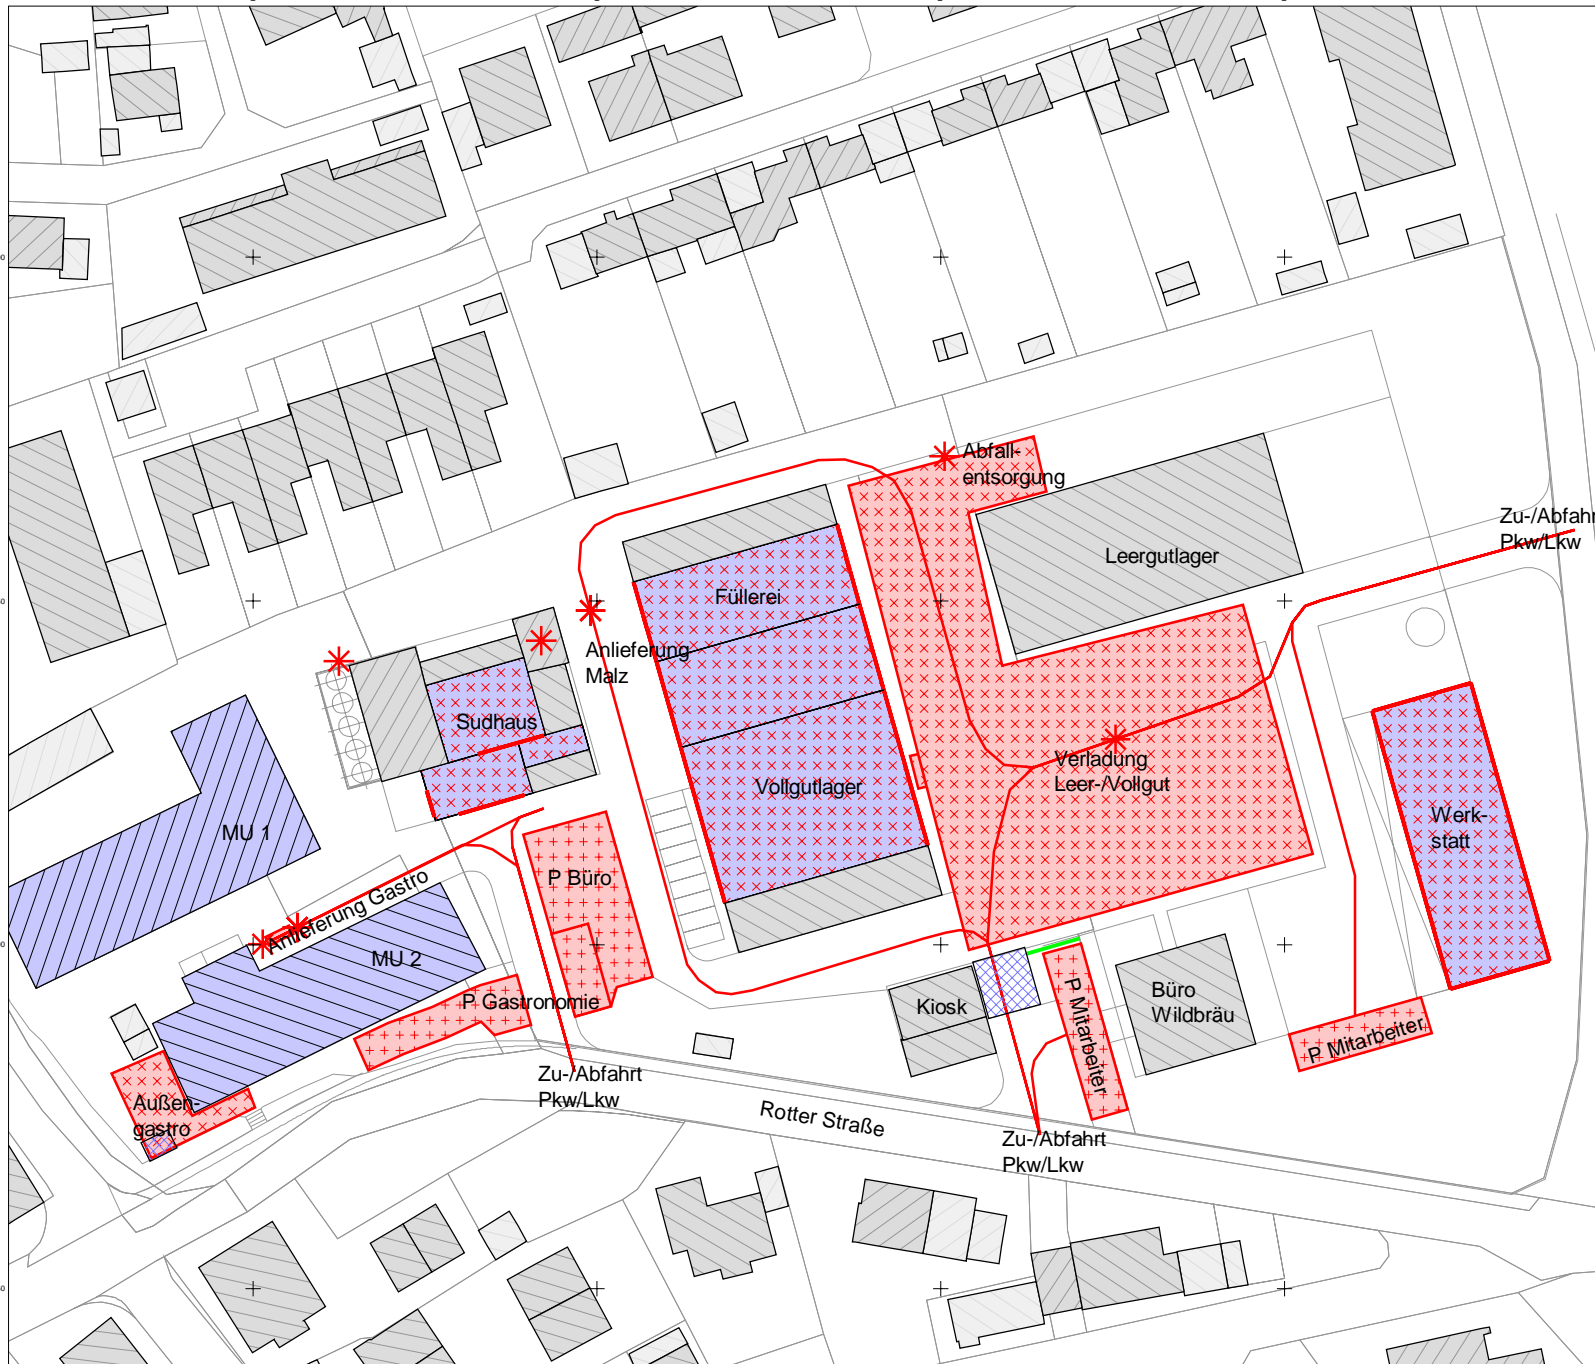 Abfall-
entsorgung
Zu-/Abfahr
Pkw/Lkw
Leergutlager
Füllerei
Anlieferung
Malz
Sudhaus
Verladung
Leer-/Vollgut
Vollgutlager
Werk-
statt
MU 1
P Büro
Anlieferung Gastro
MU 2
P Gastronomie
Kiosk
P Mitarbeiter
Büro
Wildbräu
P Mitarbeiter
Außen-
gastro
Zu-/Abfahrt
Pkw/Lkw
Rotter Straße
Zu-/Abfahrt
Pkw/Lkw